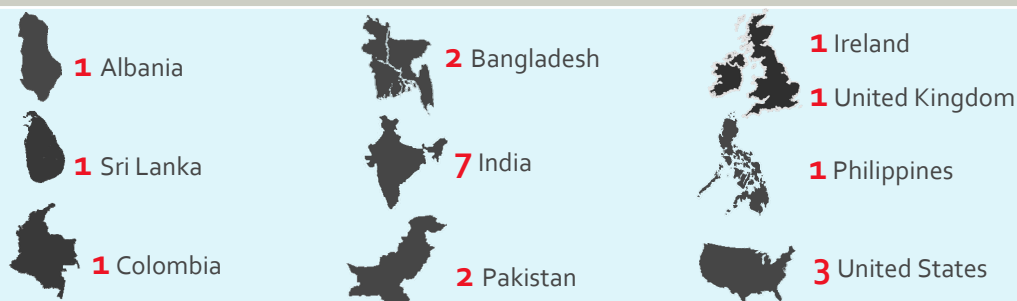 1 Albania
1 Sri Lanka
1 Colombia
2 Bangladesh
7 India
2 Pakistan
1 Ireland
1 United Kingdom
1 Philippines
3 United States